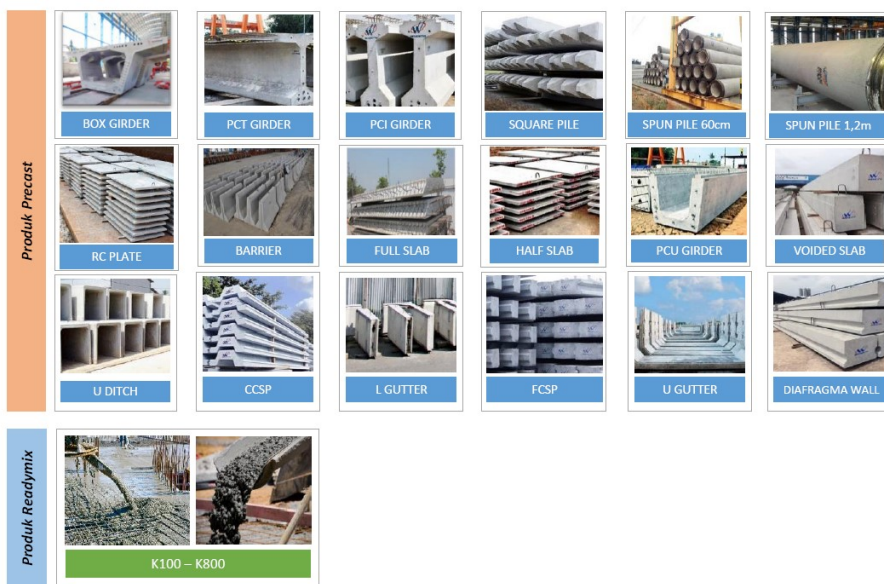 Produk Precast
BOX GIRDER
PCT GIRDER
PCI GIRDER
SQUARE PILE
SPUN PILE 60cm
SPUN PILE 1,2m
RC PLATE
BARRIER
FULL SLAB
HALF SLAB
PCU GIRDER
VOIDED SLAB
U DITCH
CCSP
L GUTTER
FCSP
U GUTTER
DIAFRAGMA WALL
Produk Readymix
K100 – K800